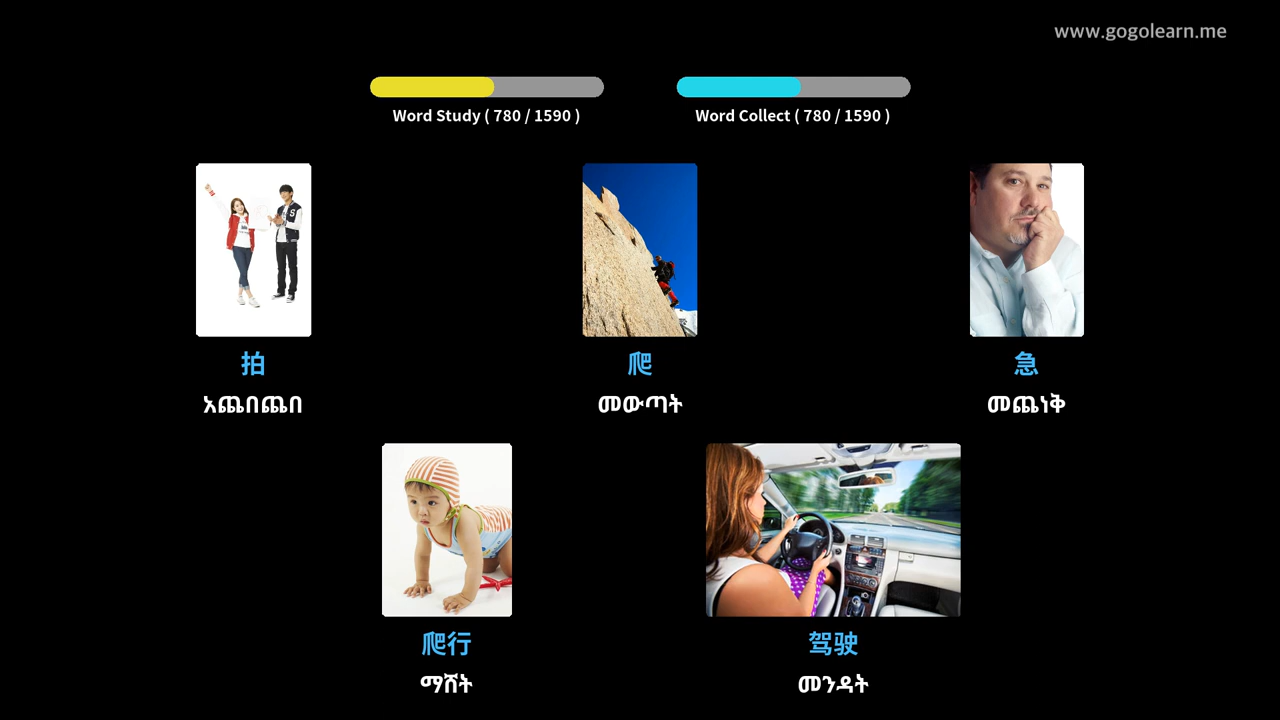 www.gogolearn.me
Word Study ( 780 / 1590 )
Word Collect ( 780 / 1590 )
拍
አጨበጨበ
爬
መውጣት
急
መጨነቅ
爬行
ማሸት
驾驶
መንዳት